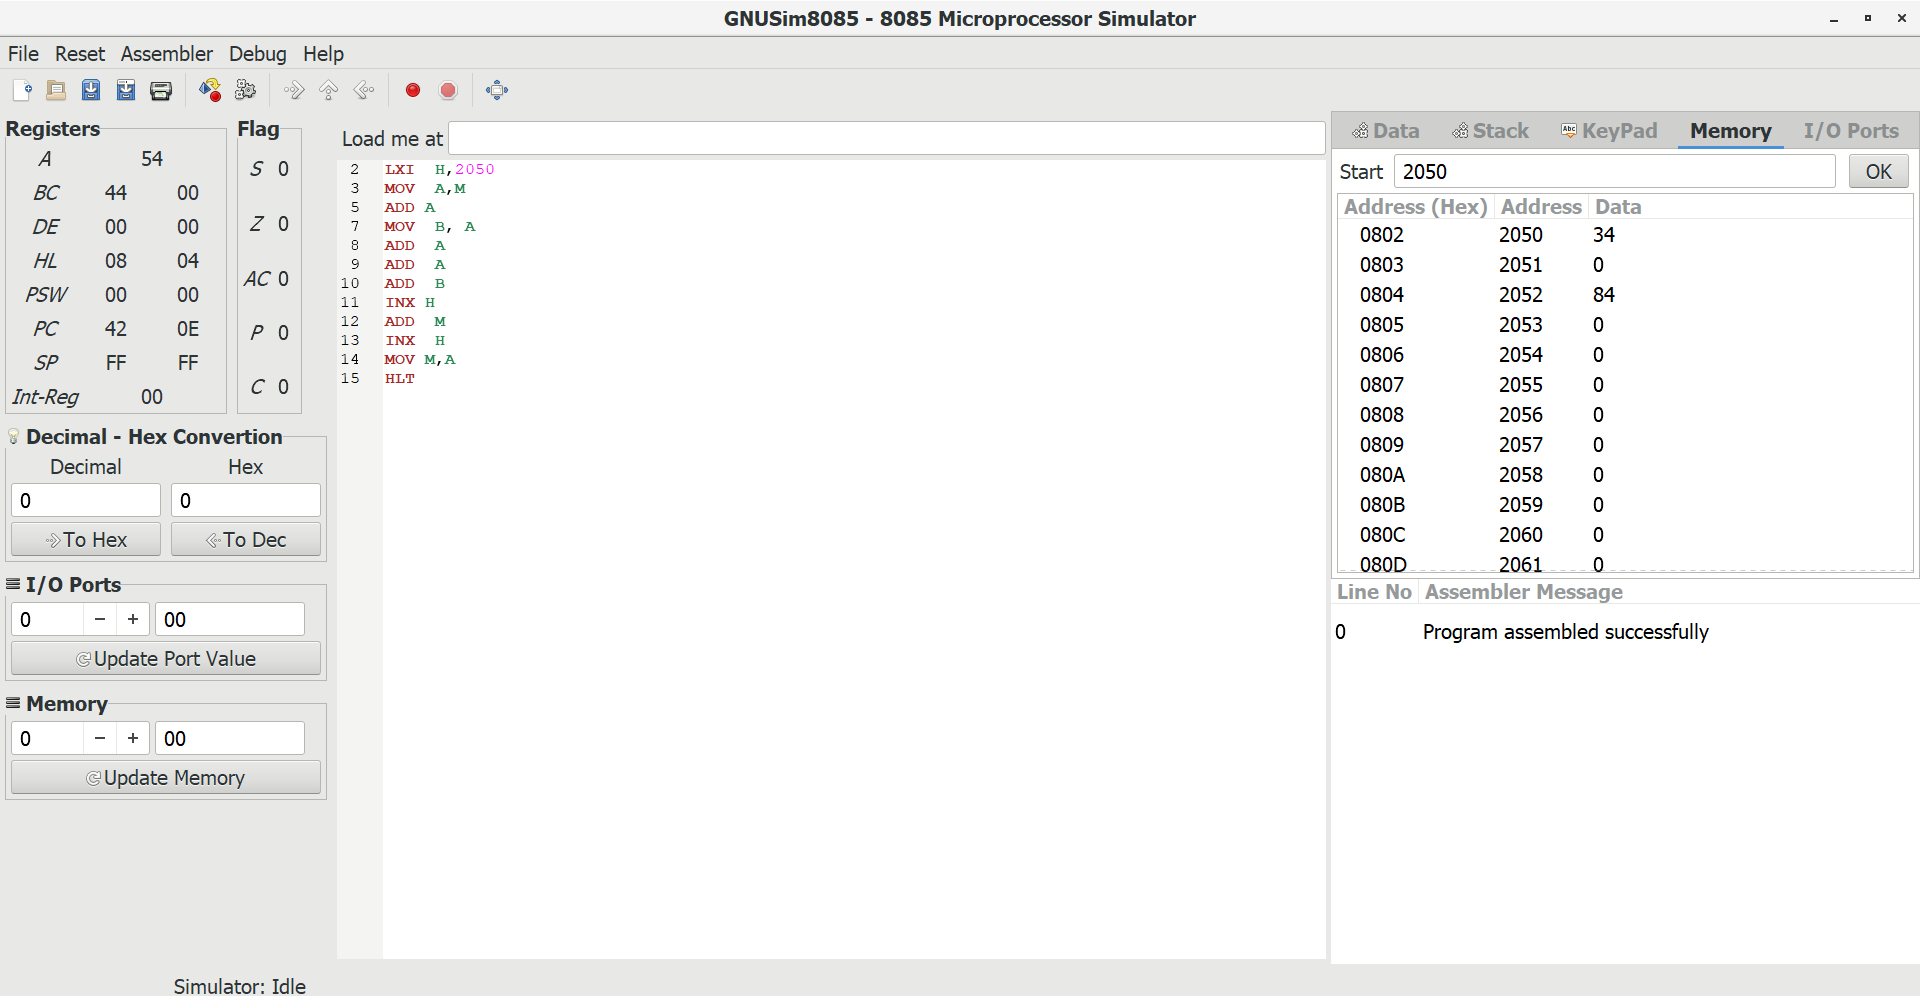 GNUSim8085 - 8085 Microprocessor Simulator
File Reset Assembler Debug Help
Registers
A 54
BC 44 00
DE 00 00
HL 08 04
PSW 00 00
PC 42 0E
SP FF FF
Int-Reg 00
Flag
S 0
Z 0
AC 0
P 0
C 0
Decimal - Hex Convertion
Decimal Hex
0 0
To Hex To Dec
I/O Ports
0 − + 00
Update Port Value
Memory
0 − + 00
Update Memory
Simulator: Idle
Load me at
2 LXI H,2050
3 MOV A,M
5 ADD A
7 MOV B, A
8 ADD A
9 ADD A
10 ADD B
11 INX H
12 ADD M
13 INX H
14 MOV M,A
15 HLT
Data Stack Abc KeyPad Memory I/O Ports
Start 2050 OK
Address (Hex) Address Data
0802 2050 34
0803 2051 0
0804 2052 84
0805 2053 0
0806 2054 0
0807 2055 0
0808 2056 0
0809 2057 0
080A 2058 0
080B 2059 0
080C 2060 0
080D 2061 0
Line No Assembler Message
0 Program assembled successfully